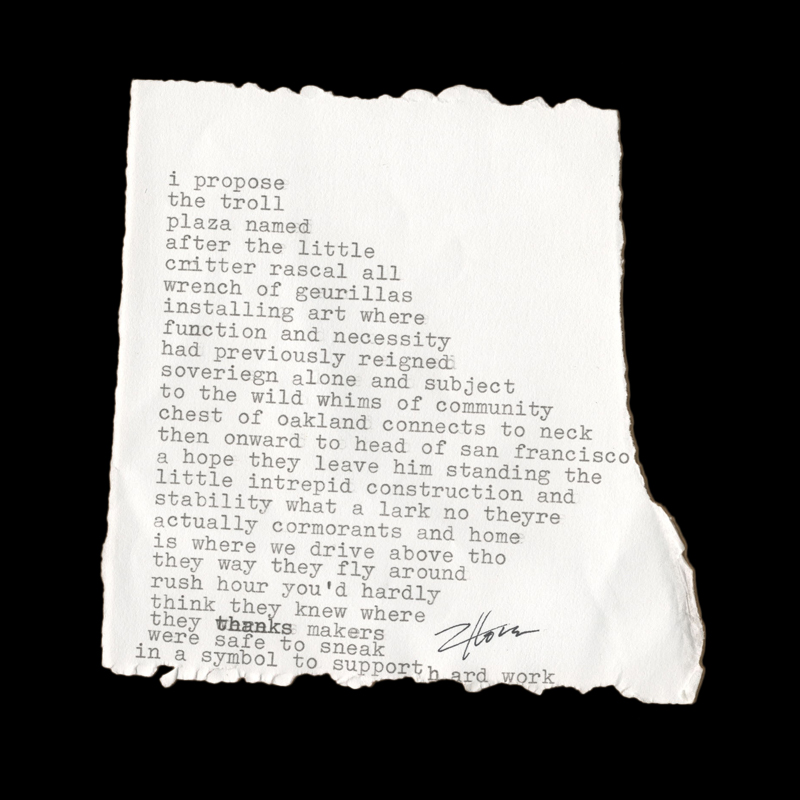 i propose
the troll
plaza named
after the little
critter rascal all
wrench of geurillas
installing art where
function and necessity
had previously reigned
soveriegn alone and subject
to the wild whims of community
chest of oakland connects to neck
then onward to head of san francisco
a hope they leave him standing the
little intrepid construction and
stability what a lark no theyre
actually cormorants and home
is where we drive above tho
they way they fly around
rush hour you'd hardly
think they knew where
they thanks makers
were safe to sneak
in a symbol to support h ard work